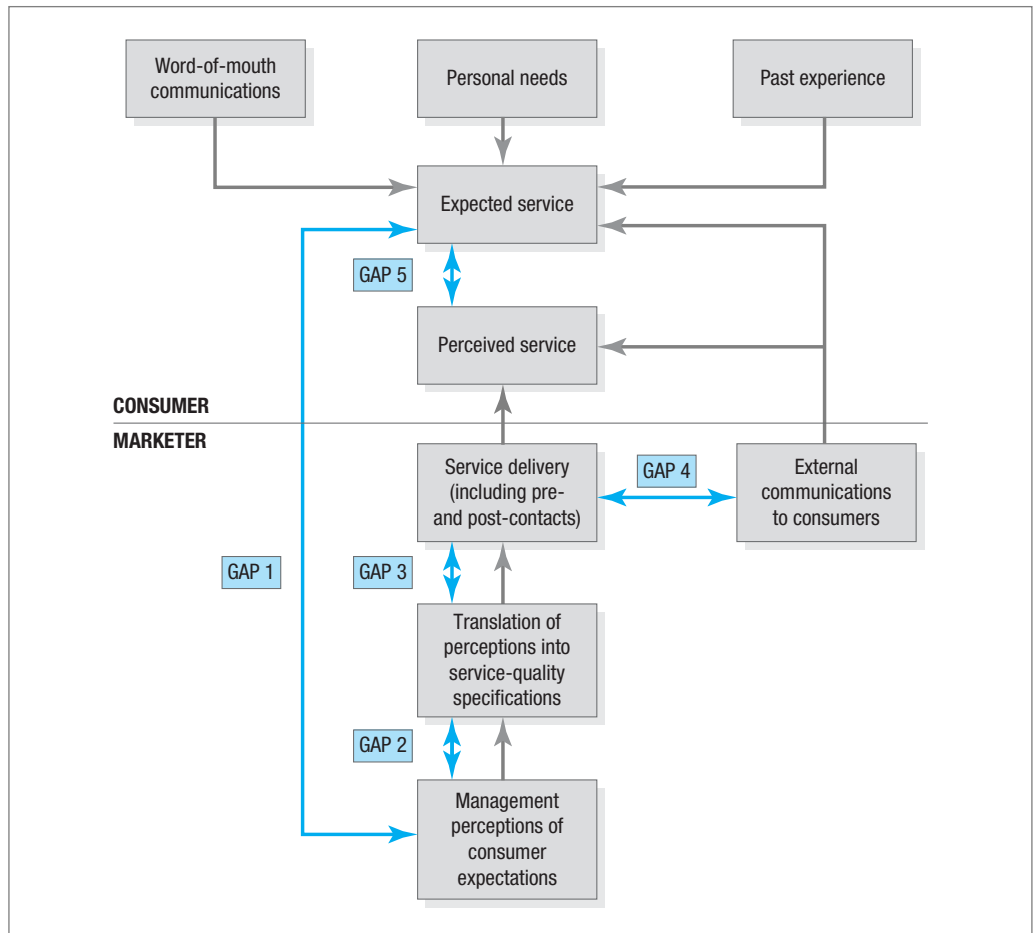 Word-of-mouth
communications
Personal needs
Past experience
Expected service
GAP 5
Perceived service
CONSUMER
MARKETER
Service delivery
(including pre-
and post-contacts)
GAP 4
External
communications
to consumers
GAP 1
GAP 3
Translation of
perceptions into
service-quality
specifications
GAP 2
Management
perceptions of
consumer
expectations